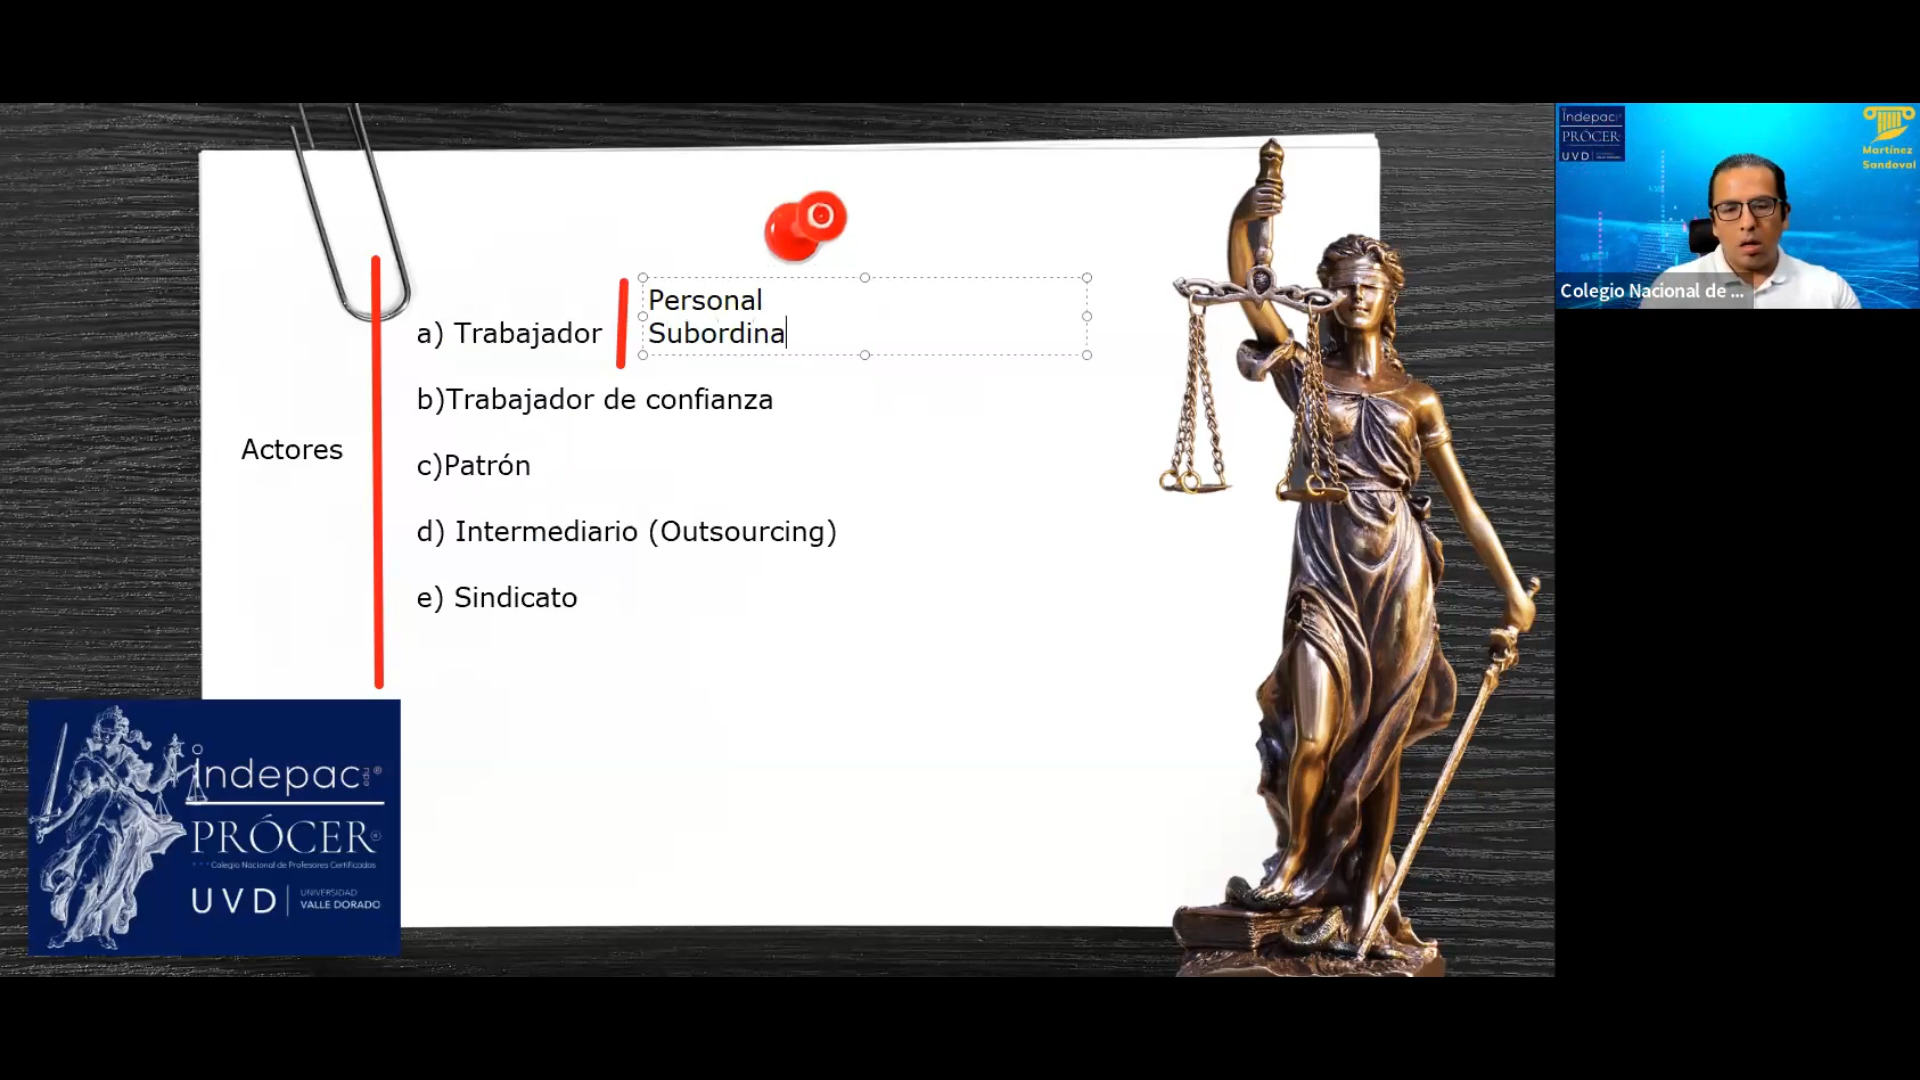 Personal
Subordina
a) Trabajador
b)Trabajador de confianza
Actores
c)Patrón
d) Intermediario (Outsourcing)
e) Sindicato
indepac
PRÓCER
Colegio Nacional de Profesores Certificados
UVD
UNIVERSIDAD
VALLE DORADO
indepac
PRÓCER
UVD
Martínez
Sandoval
Colegio Nacional de ...